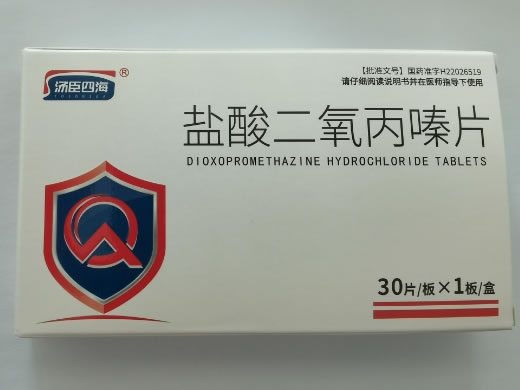 汤臣四海®
【批准文号】国药准字H22026519
请仔细阅读说明书并在医师指导下使用
盐酸二氧丙嗪片
DIOXOPROMETHAZINE HYDROCHLORIDE TABLETS
30片/板×1板/盒